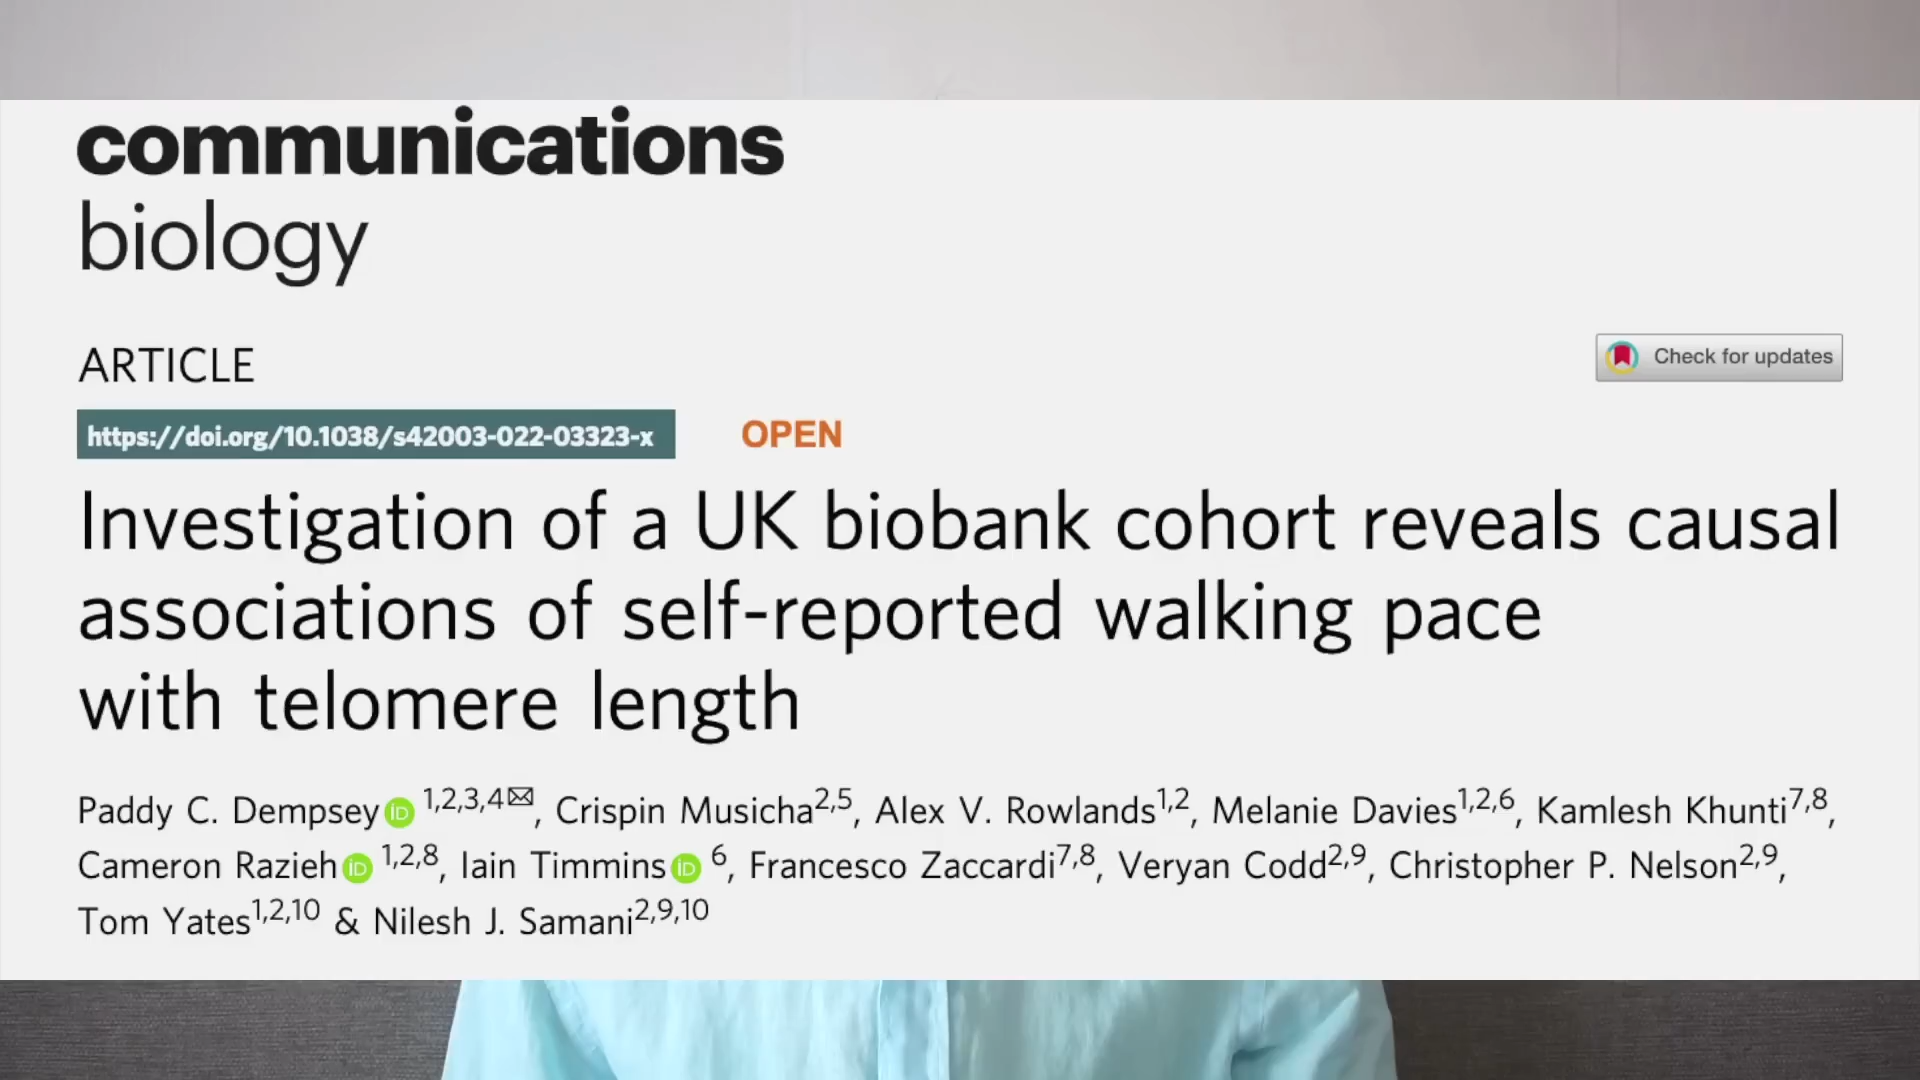 communications
biology
ARTICLE
Check for updates
https://doi.org/10.1038/s42003-022-03323-x
OPEN
Investigation of a UK biobank cohort reveals causal
associations of self-reported walking pace
with telomere length
Paddy C. Dempsey iD 1,2,3,4✉, Crispin Musicha2,5, Alex V. Rowlands1,2, Melanie Davies1,2,6, Kamlesh Khunti7,8,
Cameron Razieh iD 1,2,8, Iain Timmins iD 6, Francesco Zaccardi7,8, Veryan Codd2,9, Christopher P. Nelson2,9,
Tom Yates1,2,10 & Nilesh J. Samani2,9,10